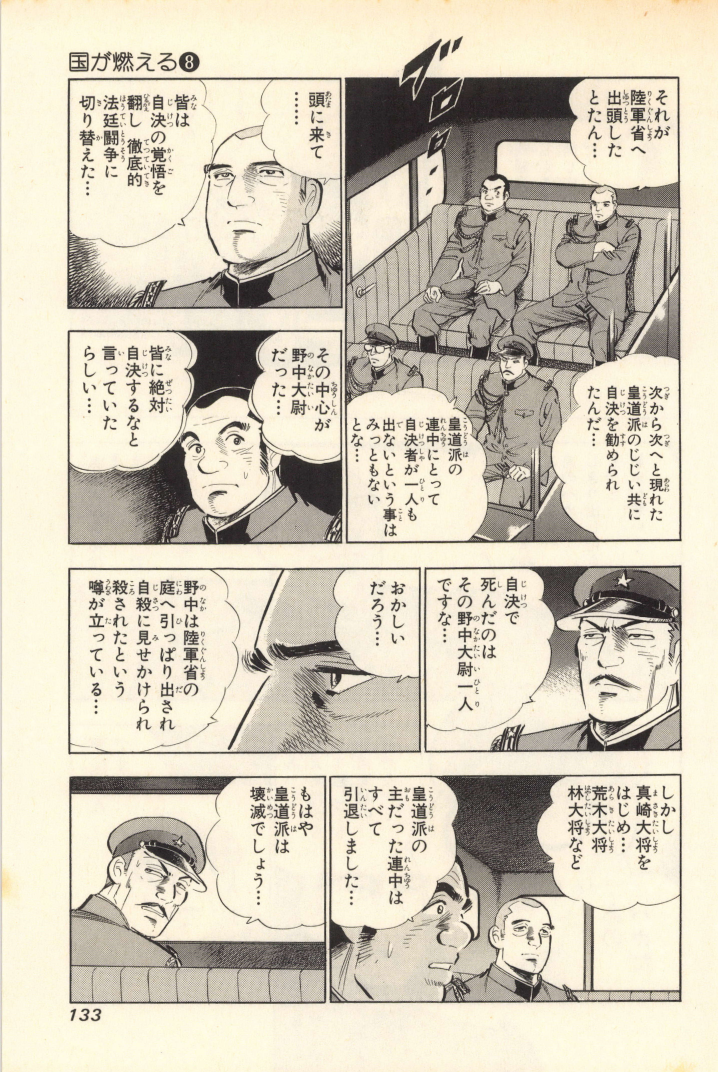 国が燃える8
ブロロ
それが
陸軍省へ
出頭した
とたん…
次から次へと現れた
皇道派のじじい共に
自決を勧められ
たんだ…
皇道派の
連中にとって
自決者が一人も
出ないという事は
みっともない
とな…
頭に来て
……
皆は
自決の覚悟を
翻し 徹底的
法廷闘争に
切り替えた…
その中心が
野中大尉
だった…
皆に絶対
自決するなと
言っていた
らしい…
自決で
死んだのは
その野中大尉一人
ですな…
おかしい
だろう…
野中は陸軍省の
庭へ引っぱり出され
自殺に見せかけられ
殺されたという
噂が立っている…
しかし
真崎大将を
はじめ…
荒木大将
林大将など
皇道派の
主だった連中は
すべて
引退しました…
もはや
皇道派は
壊滅でしょう…
133